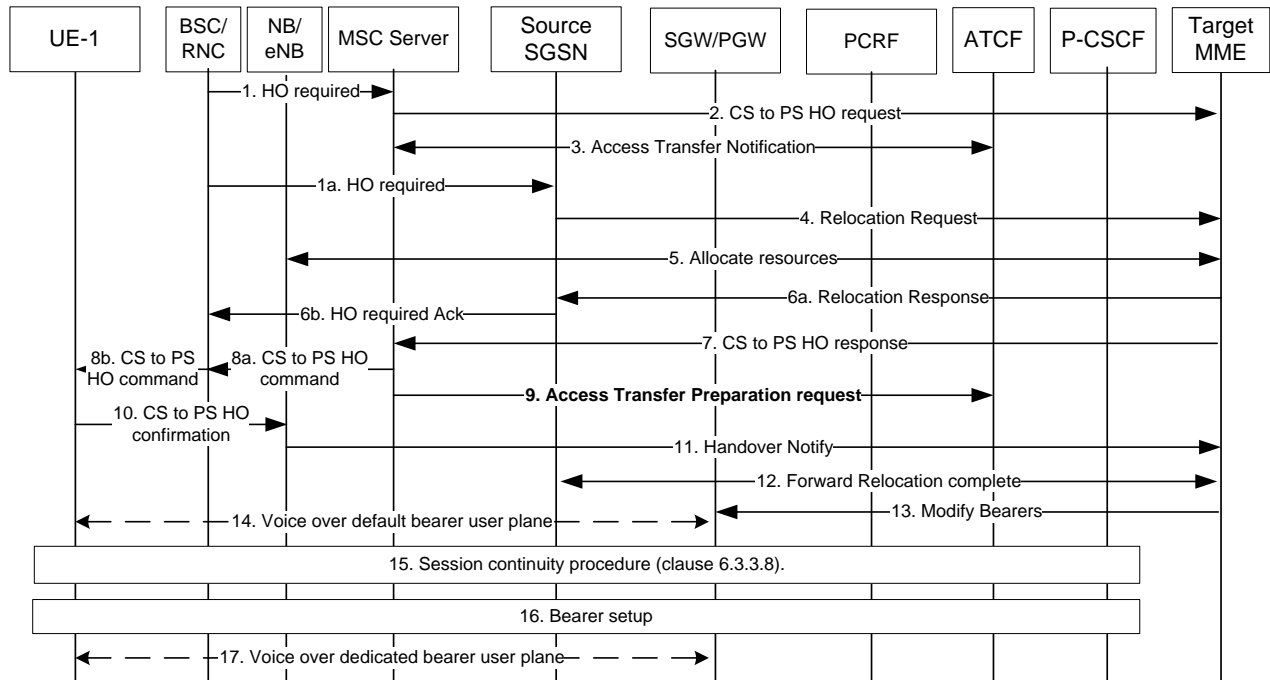 UE-1
BSC/
RNC
NB/
eNB
MSC Server
Source
SGSN
SGW/PGW
PCRF
ATCF
P-CSCF
Target
MME
1. HO required
2. CS to PS HO request
3. Access Transfer Notification
1a. HO required
4. Relocation Request
5. Allocate resources
6a. Relocation Response
6b. HO required Ack
7. CS to PS HO response
8b. CS to PS
HO command
8a. CS to PS HO
command
9. Access Transfer Preparation request
10. CS to PS HO
confirmation
11. Handover Notify
12. Forward Relocation complete
13. Modify Bearers
14. Voice over default bearer user plane
15. Session continuity procedure (clause 6.3.3.8).
16. Bearer setup
17. Voice over dedicated bearer user plane